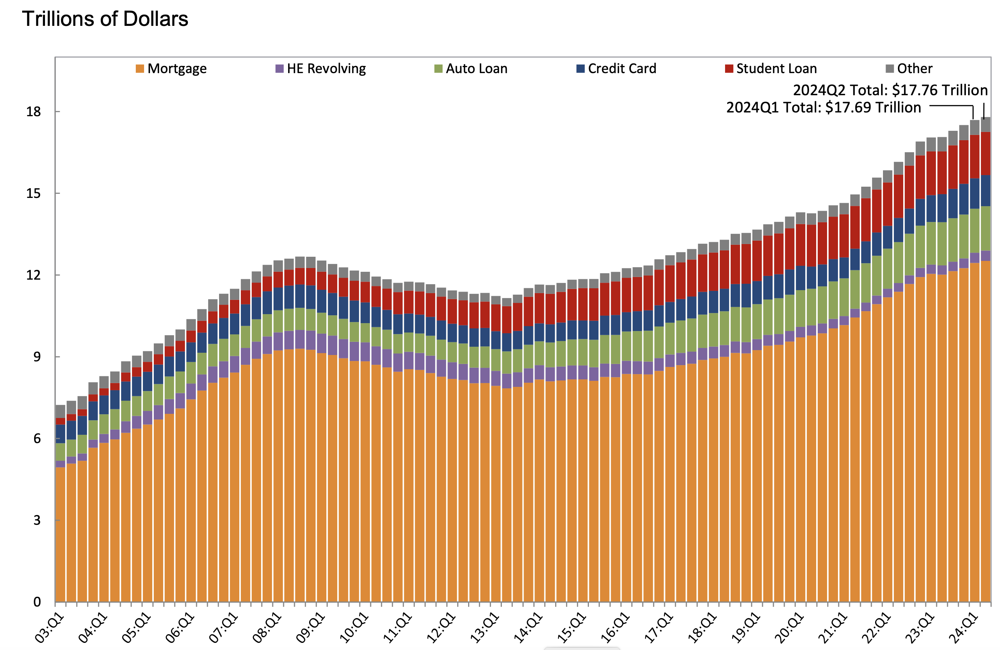 Trillions of Dollars
Mortgage HE Revolving Auto Loan Credit Card Student Loan Other
2024Q2 Total: $17.76 Trillion
2024Q1 Total: $17.69 Trillion
18
15
12
9
6
3
0
03:Q1 04:Q1 05:Q1 06:Q1 07:Q1 08:Q1 09:Q1 10:Q1 11:Q1 12:Q1 13:Q1 14:Q1 15:Q1 16:Q1 17:Q1 18:Q1 19:Q1 20:Q1 21:Q1 22:Q1 23:Q1 24:Q1